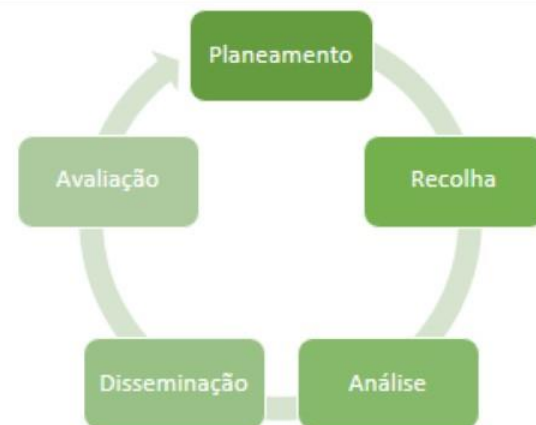 Planeamento
Recolha
Análise
Disseminação
Avaliação